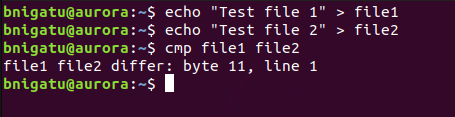 bnigatu@aurora:~$ echo "Test file 1" > file1
bnigatu@aurora:~$ echo "Test file 2" > file2
bnigatu@aurora:~$ cmp file1 file2
file1 file2 differ: byte 11, line 1
bnigatu@aurora:~$